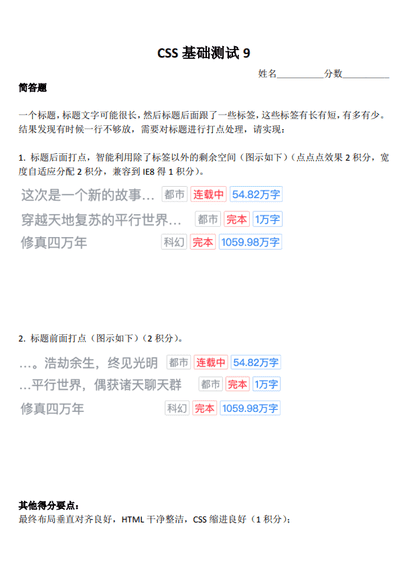 CSS 基础测试 9
姓名__________分数__________
简答题
一个标题，标题文字可能很长，然后标题后面跟了一些标签，这些标签有长有短，有多有少。
结果发现有时候一行不够放，需要对标题进行打点处理，请实现：
1. 标题后面打点，智能利用除了标签以外的剩余空间（图示如下）（点点点效果 2 积分，宽
度自适应分配 2 积分，兼容到 IE8 得 1 积分）。
这次是一个新的故事… 都市 连载中 54.82万字
穿越天地复苏的平行世界… 都市 完本 1万字
修真四万年 科幻 完本 1059.98万字
2. 标题前面打点（图示如下）（2 积分）。
…。浩劫余生，终见光明 都市 连载中 54.82万字
…平行世界，偶获诸天聊天群 都市 完本 1万字
修真四万年 科幻 完本 1059.98万字
其他得分要点：
最终布局垂直对齐良好，HTML 干净整洁，CSS 缩进良好（1 积分）；